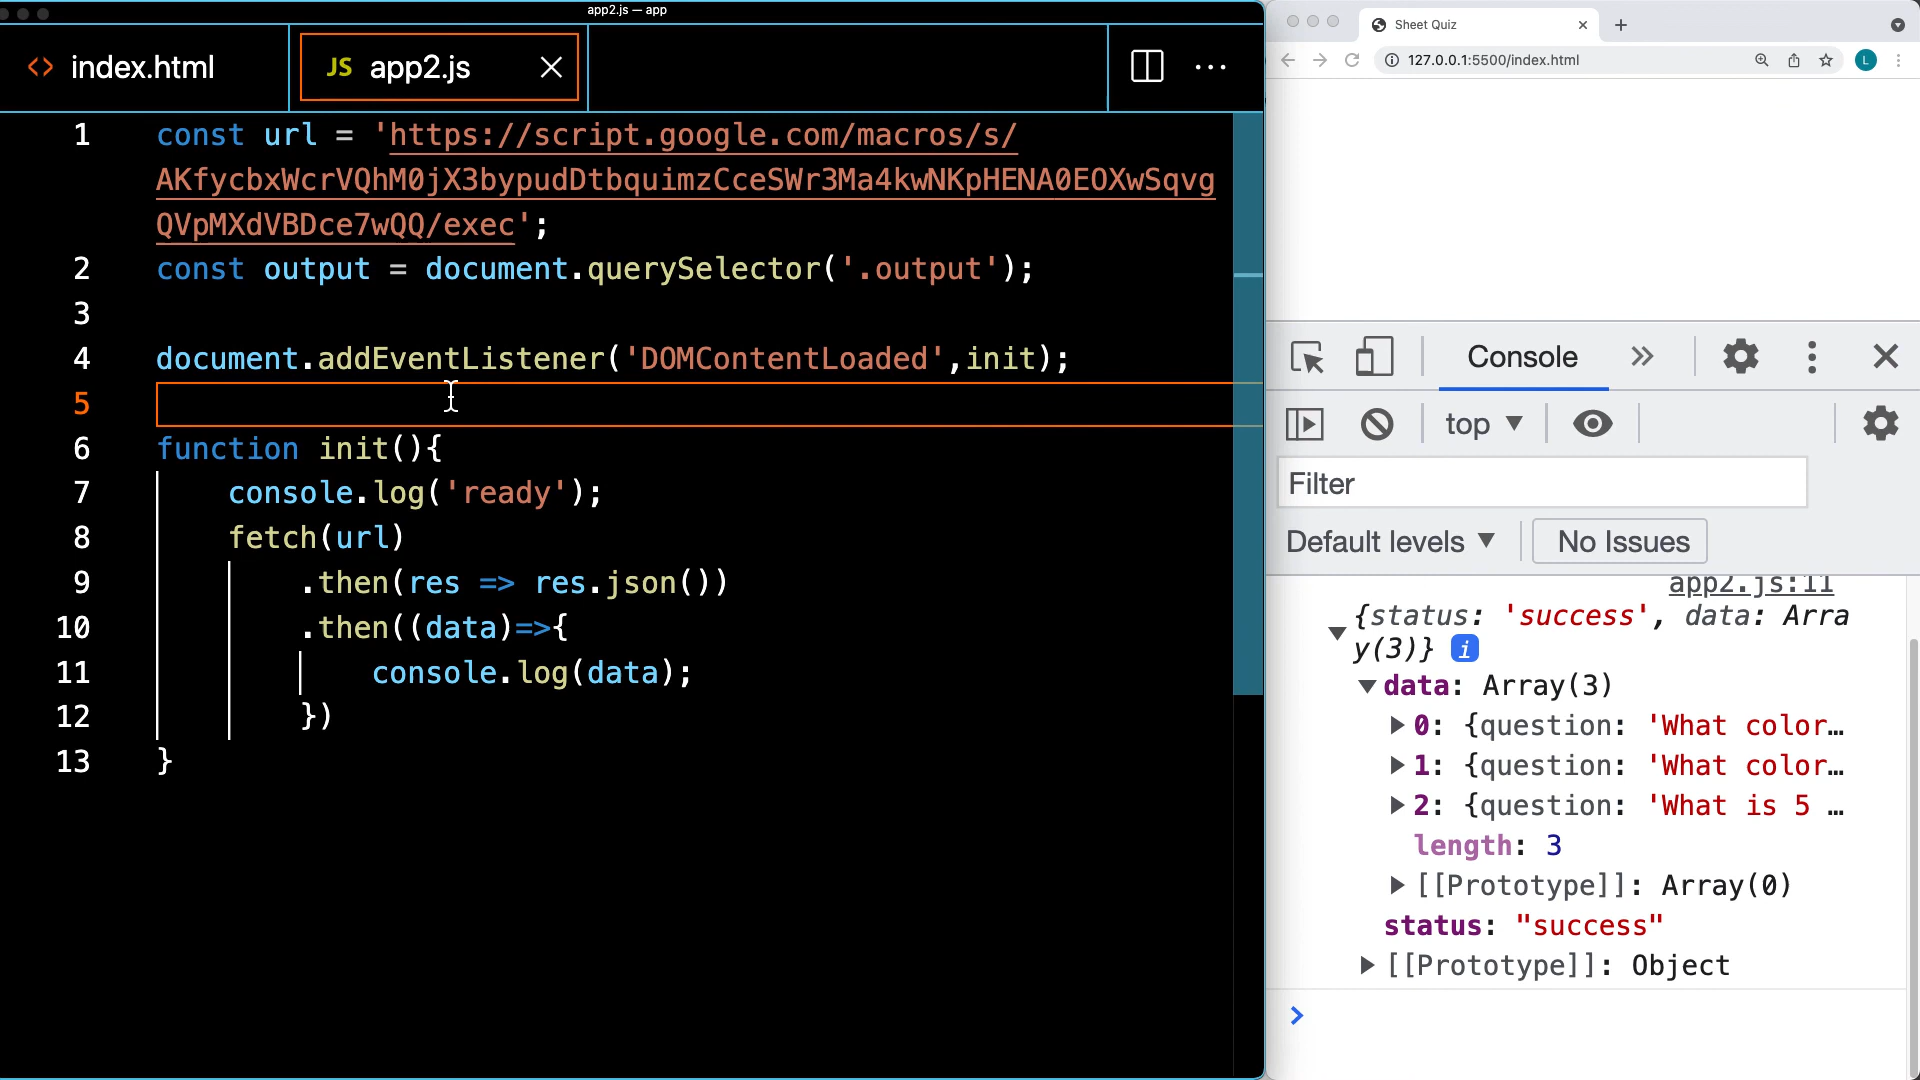 app2.js — app
index.html
JS app2.js
1 const url = 'https://script.google.com/macros/s/
AKfycbxWcrVQhM0jX3bypudDtbquimzCceSWr3Ma4kwNKpHENA0EOXwSqvg
QVpMXdVBDce7wQQ/exec';
2 const output = document.querySelector('.output');
3
4 document.addEventListener('DOMContentLoaded',init);
5
6 function init(){
7 console.log('ready');
8 fetch(url)
9 .then(res => res.json())
10 .then((data)=>{
11 console.log(data);
12 })
13 }
Sheet Quiz
127.0.0.1:5500/index.html
L
Console
top
Filter
Default levels
No Issues
app2.js:11
{status: 'success', data: Arra
y(3)} i
data: Array(3)
0: {question: 'What color…
1: {question: 'What color…
2: {question: 'What is 5 …
length: 3
[[Prototype]]: Array(0)
status: "success"
[[Prototype]]: Object